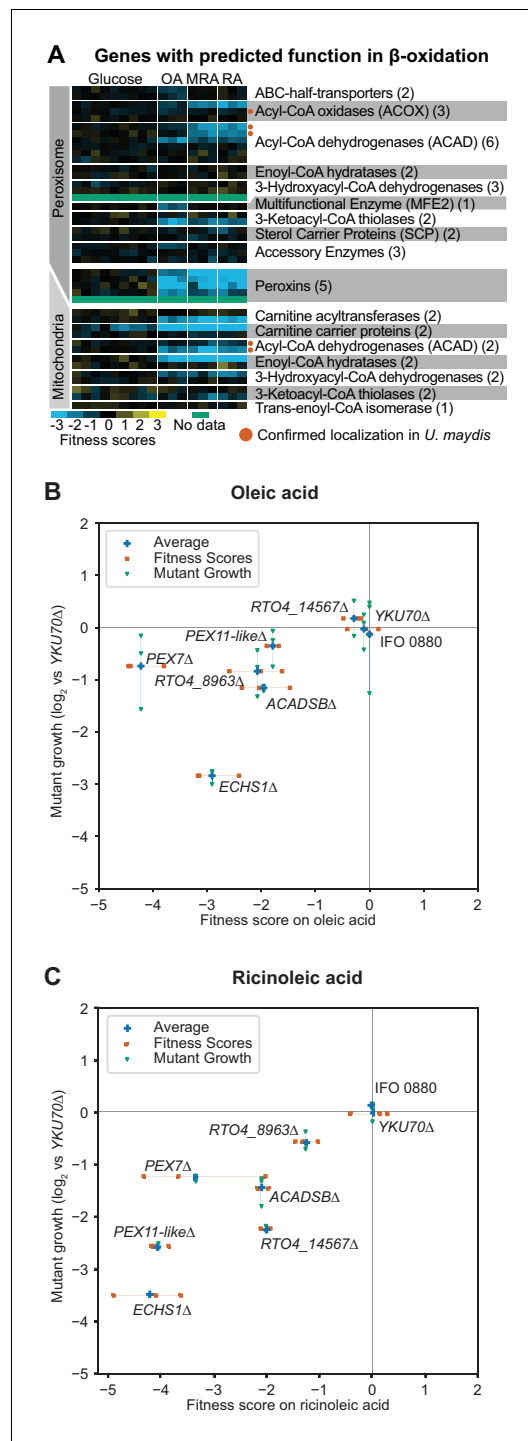 A Genes with predicted function in β-oxidation
Glucose OA MRA RA
Peroxisome
ABC-half-transporters (2)
Acyl-CoA oxidases (ACOX) (3)
Acyl-CoA dehydrogenases (ACAD) (6)
Enoyl-CoA hydratases (2)
3-Hydroxyacyl-CoA dehydrogenases (3)
Multifunctional Enzyme (MFE2) (1)
3-Ketoacyl-CoA thiolases (2)
Sterol Carrier Proteins (SCP) (2)
Accessory Enzymes (3)
Peroxins (5)
Mitochondria
Carnitine acyltransferases (2)
Carnitine carrier proteins (2)
Acyl-CoA dehydrogenases (ACAD) (2)
Enoyl-CoA hydratases (2)
3-Hydroxyacyl-CoA dehydrogenases (2)
3-Ketoacyl-CoA thiolases (2)
Trans-enoyl-CoA isomerase (1)
-3 -2 -1 0 1 2 3 No data
Fitness scores
Confirmed localization in U. maydis
B Oleic acid
Average
Fitness Scores
Mutant Growth
RTO4_14567Δ
YKU70Δ
IFO 0880
PEX11-likeΔ
PEX7Δ
RTO4_8963Δ
ACADSBΔ
ECHS1Δ
2
1
0
−1
−2
−3
−4
−5
Mutant growth (log2 vs YKU70Δ)
−5 −4 −3 −2 −1 0 1 2
Fitness score on oleic acid
C Ricinoleic acid
Average
Fitness Scores
Mutant Growth
IFO 0880
YKU70Δ
RTO4_8963Δ
PEX7Δ
ACADSBΔ
PEX11-likeΔ
RTO4_14567Δ
ECHS1Δ
2
1
0
−1
−2
−3
−4
−5
Mutant growth (log2 vs YKU70Δ)
−5 −4 −3 −2 −1 0 1 2
Fitness score on ricinoleic acid